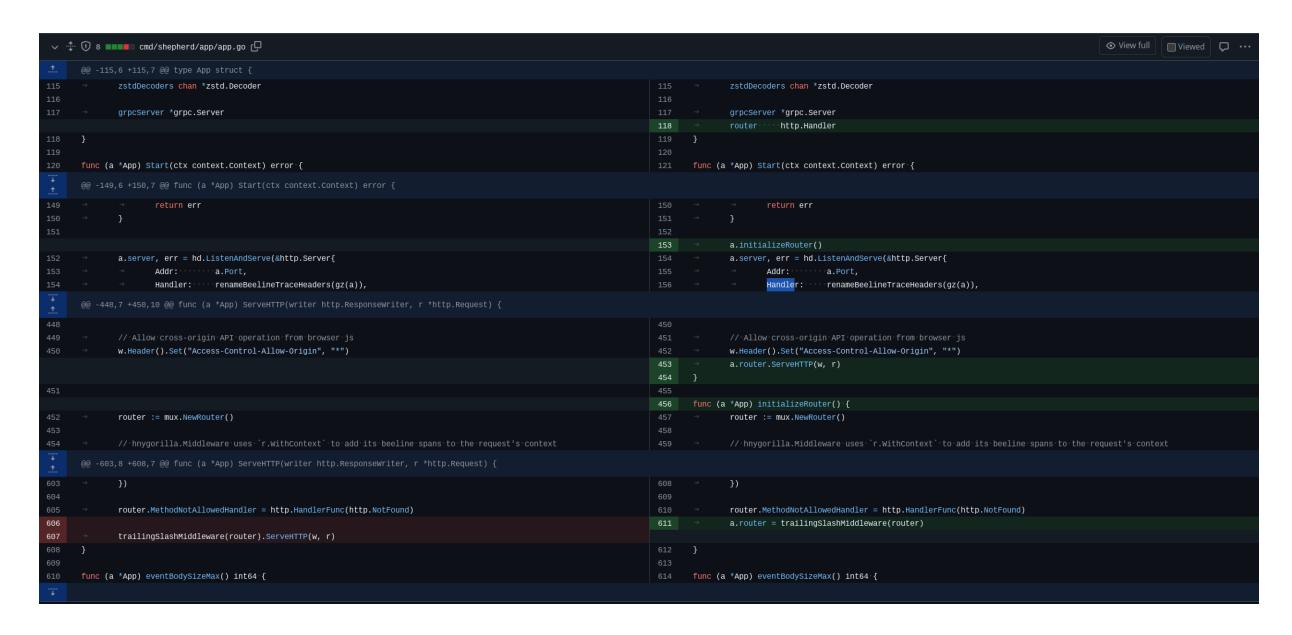 8 cmd/shepherd/app/app.go View full Viewed
@@ -115,6 +115,7 @@ type App struct {
115 zstdDecoders chan *zstd.Decoder 115 zstdDecoders chan *zstd.Decoder
116 116
117 grpcServer *grpc.Server 117 grpcServer *grpc.Server
118 router·····http.Handler
118 } 119 }
119 120
120 func (a *App) Start(ctx context.Context) error { 121 func (a *App) Start(ctx context.Context) error {
@@ -149,6 +150,7 @@ func (a *App) Start(ctx context.Context) error {
149 return err 150 return err
150 } 151 }
151 152
153 a.initializeRouter()
152 a.server, err = hd.ListenAndServe(&http.Server{ 154 a.server, err = hd.ListenAndServe(&http.Server{
153 Addr:········a.Port, 155 Addr:········a.Port,
154 Handler:·····renameBeelineTraceHeaders(gz(a)), 156 Handler:·····renameBeelineTraceHeaders(gz(a)),
@@ -448,7 +450,10 @@ func (a *App) ServeHTTP(writer http.ResponseWriter, r *http.Request) {
448 450
449 // Allow cross-origin API operation from browser js 451 // Allow cross-origin API operation from browser js
450 w.Header().Set("Access-Control-Allow-Origin", "*") 452 w.Header().Set("Access-Control-Allow-Origin", "*")
453 a.router.ServeHTTP(w, r)
454 }
451 455
456 func (a *App) initializeRouter() {
452 router := mux.NewRouter() 457 router := mux.NewRouter()
453 458
454 // hnygorilla.Middleware uses `r.WithContext` to add its beeline spans to the request's context 459 // hnygorilla.Middleware uses `r.WithContext` to add its beeline spans to the request's context
@@ -603,8 +608,7 @@ func (a *App) ServeHTTP(writer http.ResponseWriter, r *http.Request) {
603 }) 608 })
604 609
605 router.MethodNotAllowedHandler = http.HandlerFunc(http.NotFound) 610 router.MethodNotAllowedHandler = http.HandlerFunc(http.NotFound)
606 611 a.router = trailingSlashMiddleware(router)
607 trailingSlashMiddleware(router).ServeHTTP(w, r)
608 } 612 }
609 613
610 func (a *App) eventBodySizeMax() int64 { 614 func (a *App) eventBodySizeMax() int64 {